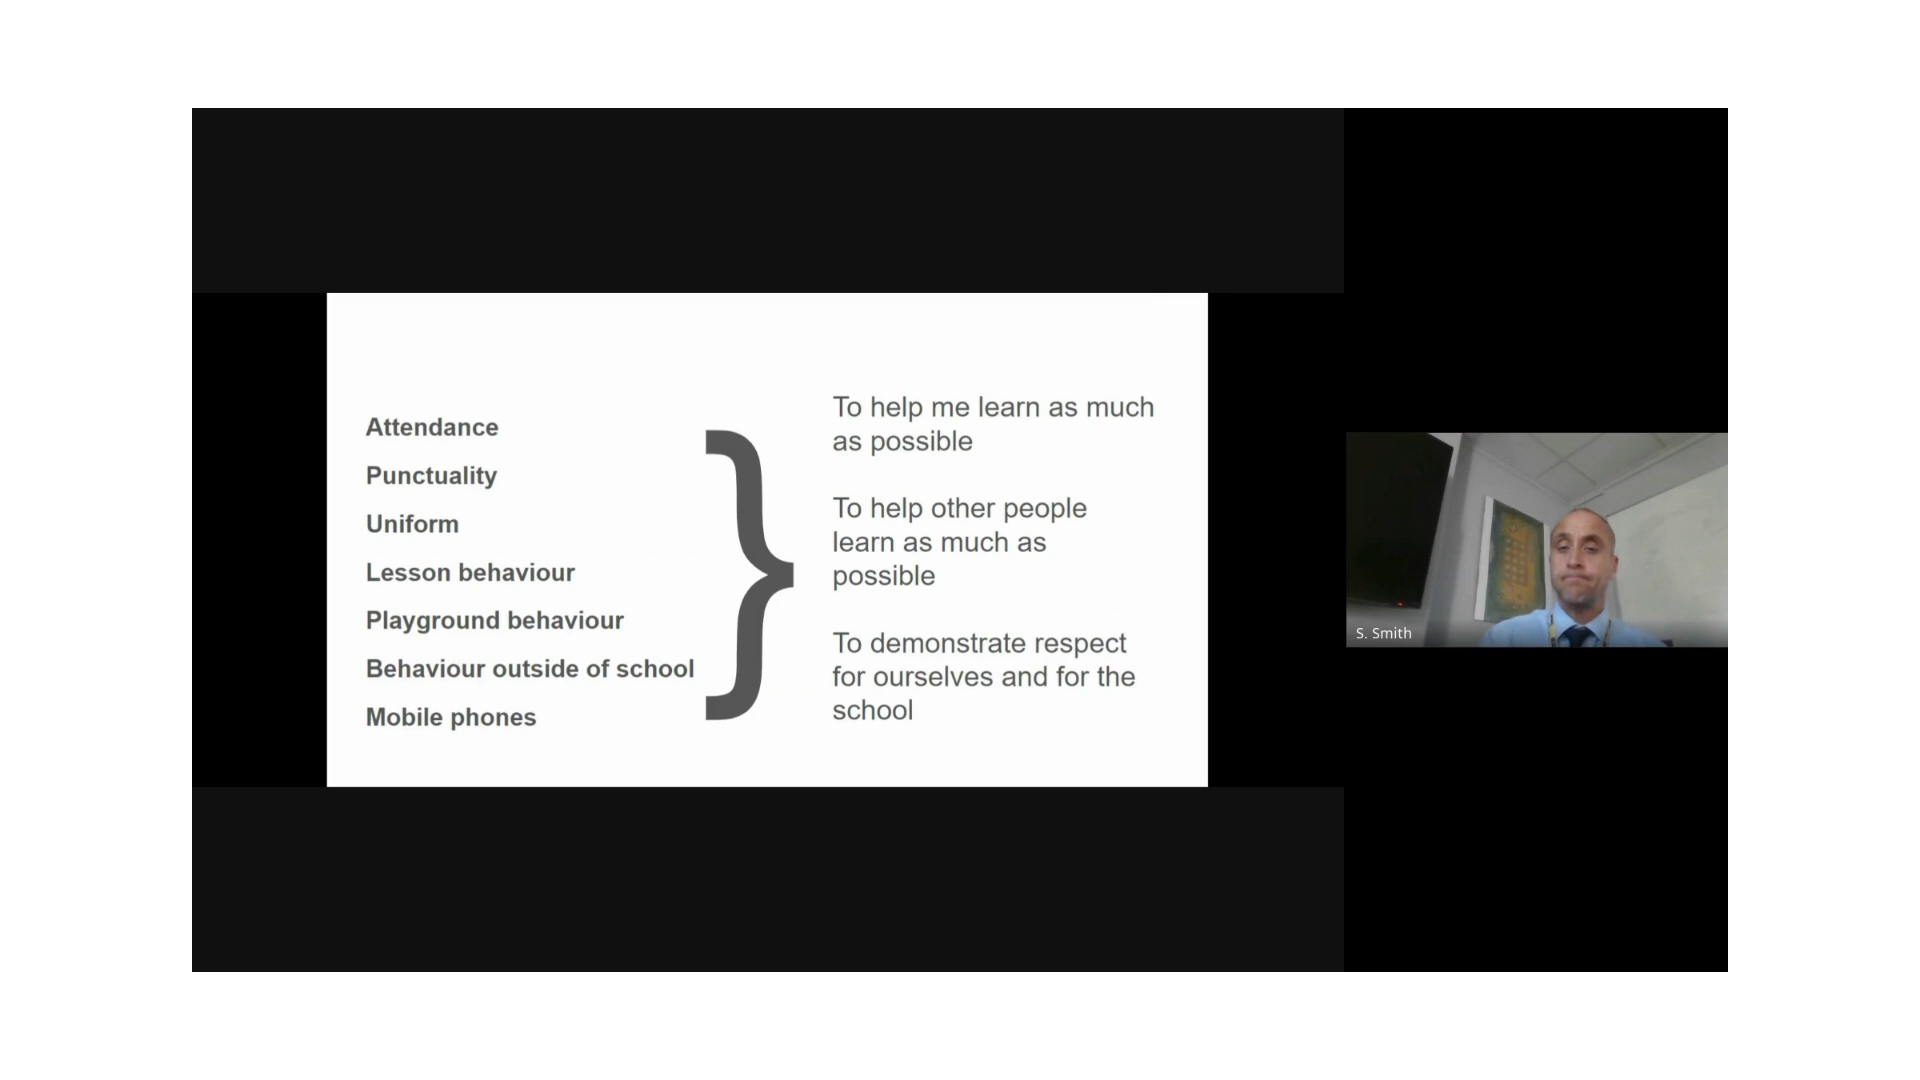 Attendance
Punctuality
Uniform
Lesson behaviour
Playground behaviour
Behaviour outside of school
Mobile phones
To help me learn as much
as possible
To help other people
learn as much as
possible
To demonstrate respect
for ourselves and for the
school
S. Smith